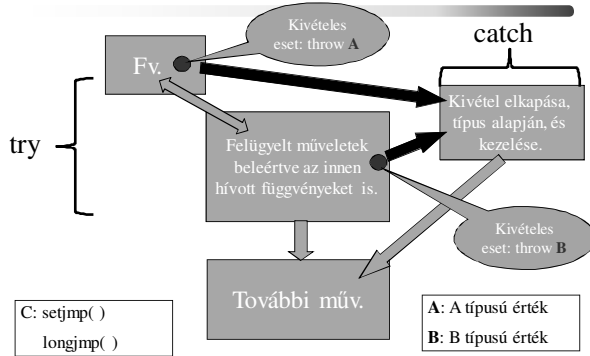 Kivételes
eset: throw A
catch
Fv.
Kivétel elkapása,
típus alapján, és
kezelése.
try
Felügyelt műveletek
beleértve az innen
hívott függvényeket is.
Kivételes
eset: throw B
További műv.
C: setjmp( )
longjmp( )
A: A típusú érték
B: B típusú érték